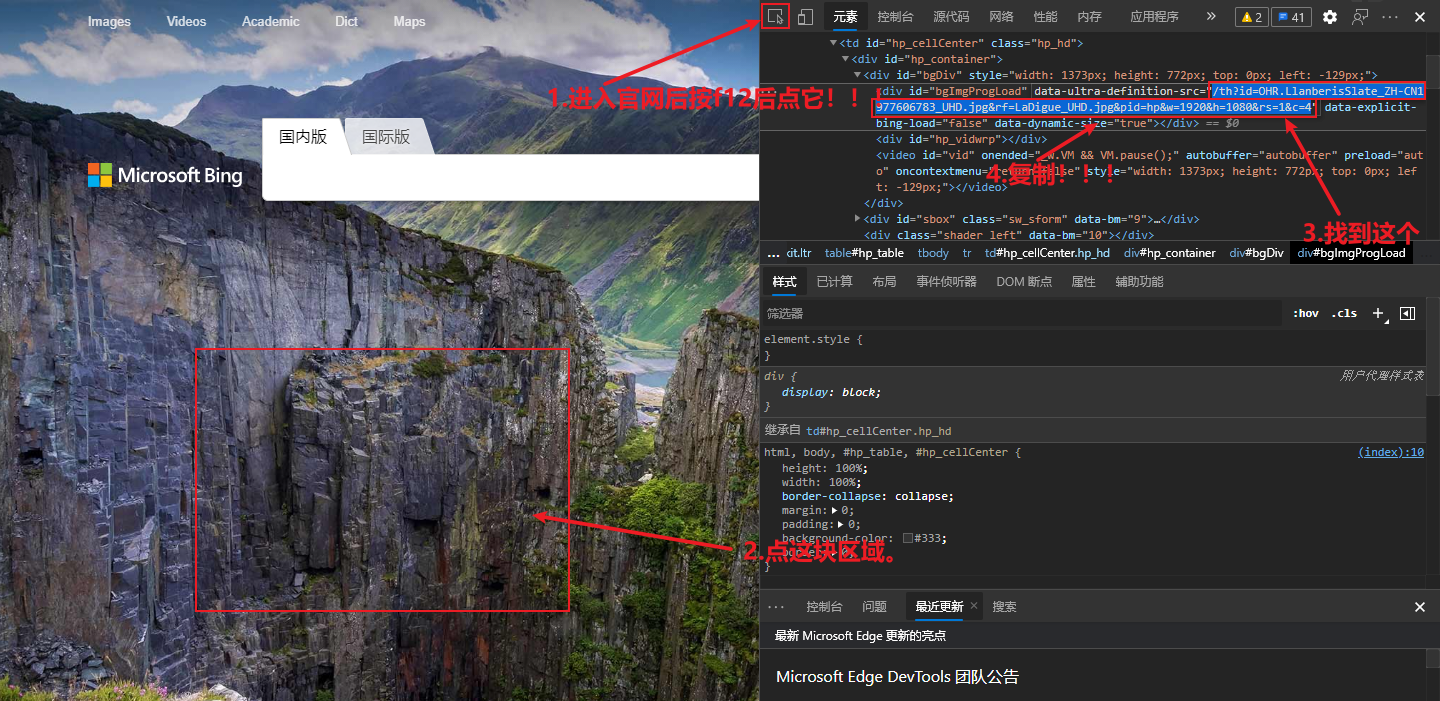 Images Videos Academic Dict Maps
国内版 国际版
Microsoft Bing
1.进入官网后按f12后点它！！
2.点这块区域。
元素 控制台 源代码 网络 性能 内存 应用程序 » 2 41 ··· ×
▼<td id="hp_cellCenter" class="hp_hd">
▼<div id="hp_container">
▼<div id="bgDiv" style="width: 1373px; height: 772px; top: 0px; left: -129px;">
<div id="bgImgProgLoad" data-ultra-definition-src="/th?id=OHR.LlanberisSlate_ZH-CN1
977606783_UHD.jpg&rf=LaDigue_UHD.jpg&pid=hp&w=1920&h=1080&rs=1&c=4" data-explicit-
bing-load="false" data-dynamic-size="true"></div> == $0
<div id="hp_vidwrp"></div>
<video id="vid" onended="_w.VM && VM.pause();" autobuffer="autobuffer" preload="aut
o" oncontextmenu="return false" style="width: 1373px; height: 772px; top: 0px; lef
t: -129px;"></video>
4.复制！！！
</div>
▶<div id="sbox" class="sw_sform" data-bm="9">…</div>
<div class="shader_left" data-bm="10"></div>
3.找到这个
... cit.ltr table#hp_table tbody tr td#hp_cellCenter.hp_hd div#hp_container div#bgDiv div#bgImgProgLoad
样式 已计算 布局 事件侦听器 DOM 断点 属性 辅助功能
筛选器 :hov .cls +
element.style {
}
div { 用户代理样式表
display: block;
}
继承自 td#hp_cellCenter.hp_hd
html, body, #hp_table, #hp_cellCenter { (index):10
height: 100%;
width: 100%;
border-collapse: collapse;
margin:▶0;
padding:▶0;
background-color: #333;
border:▶0;
}
··· 控制台 问题 最近更新 × 搜索 ×
最新 Microsoft Edge 更新的亮点
Microsoft Edge DevTools 团队公告